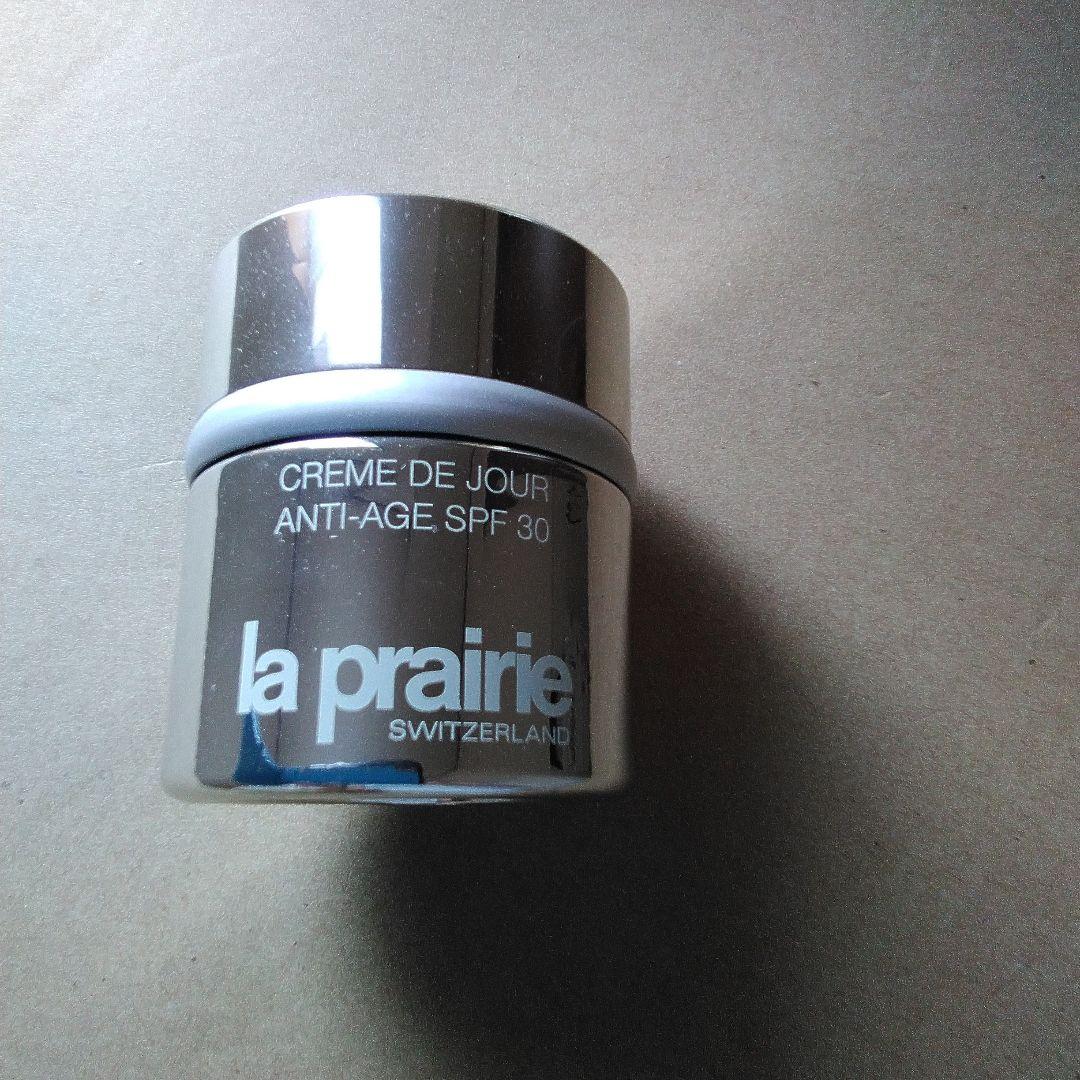 CREME DE JOUR
ANTI-AGE SPF 30
la prairie
SWITZERLAND